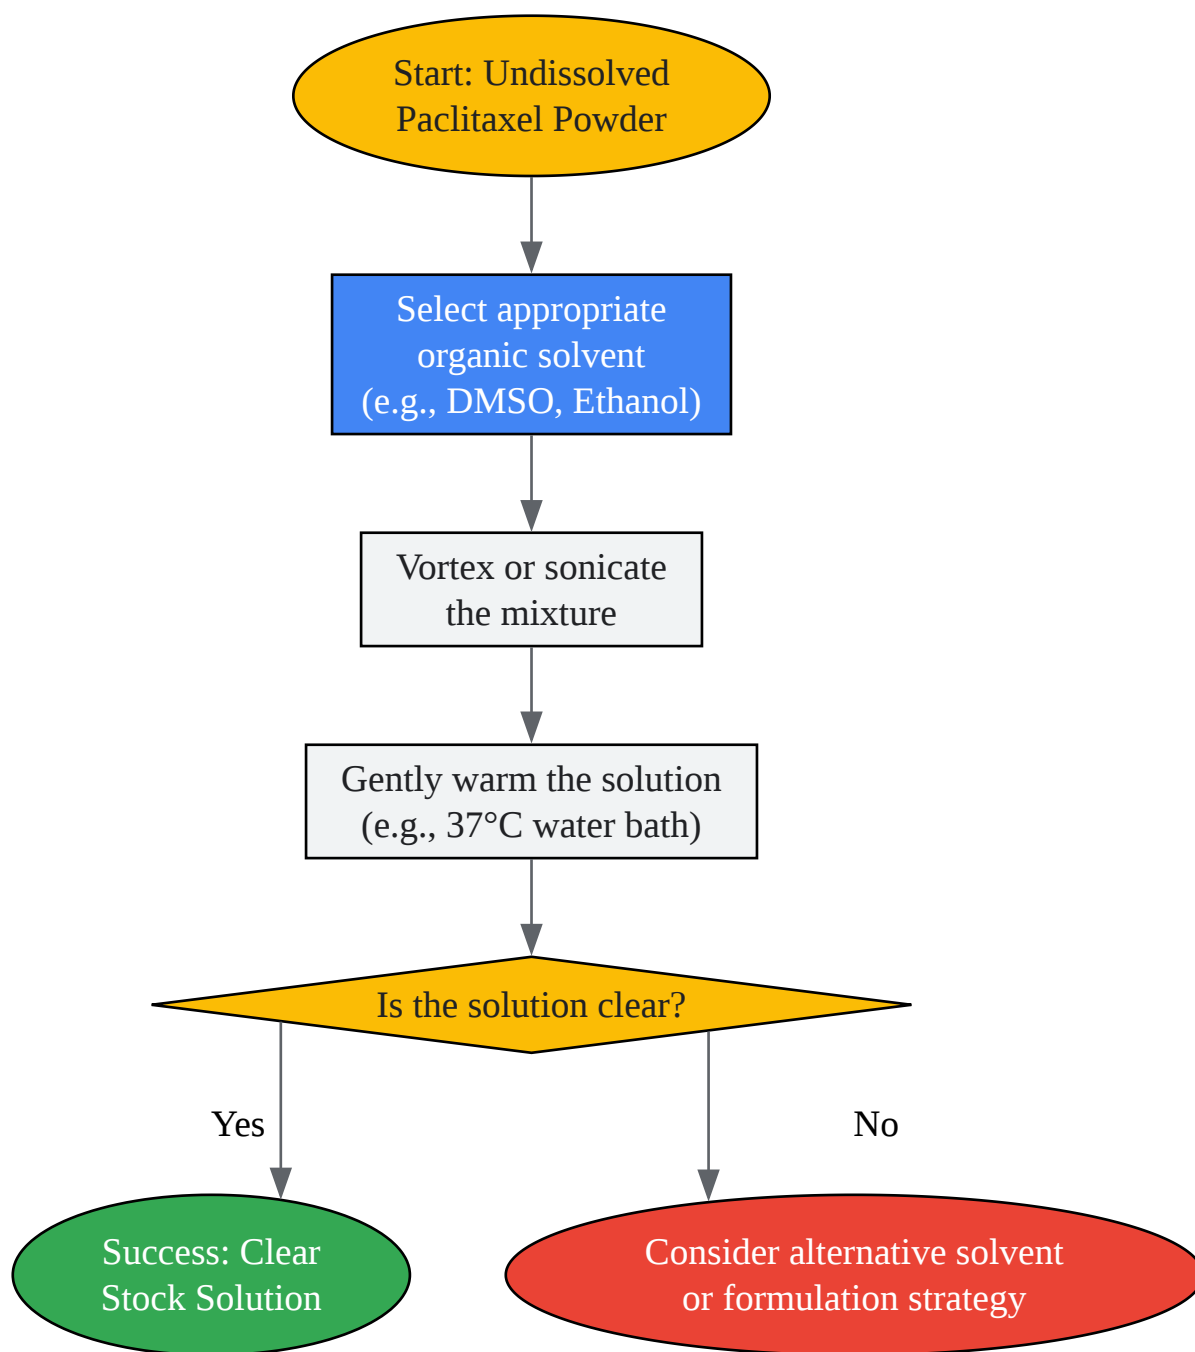 Start: Undissolved
Paclitaxel Powder
Select appropriate
organic solvent
(e.g., DMSO, Ethanol)
Vortex or sonicate
the mixture
Gently warm the solution
(e.g., 37°C water bath)
Is the solution clear?
Yes
No
Success: Clear
Stock Solution
Consider alternative solvent
or formulation strategy